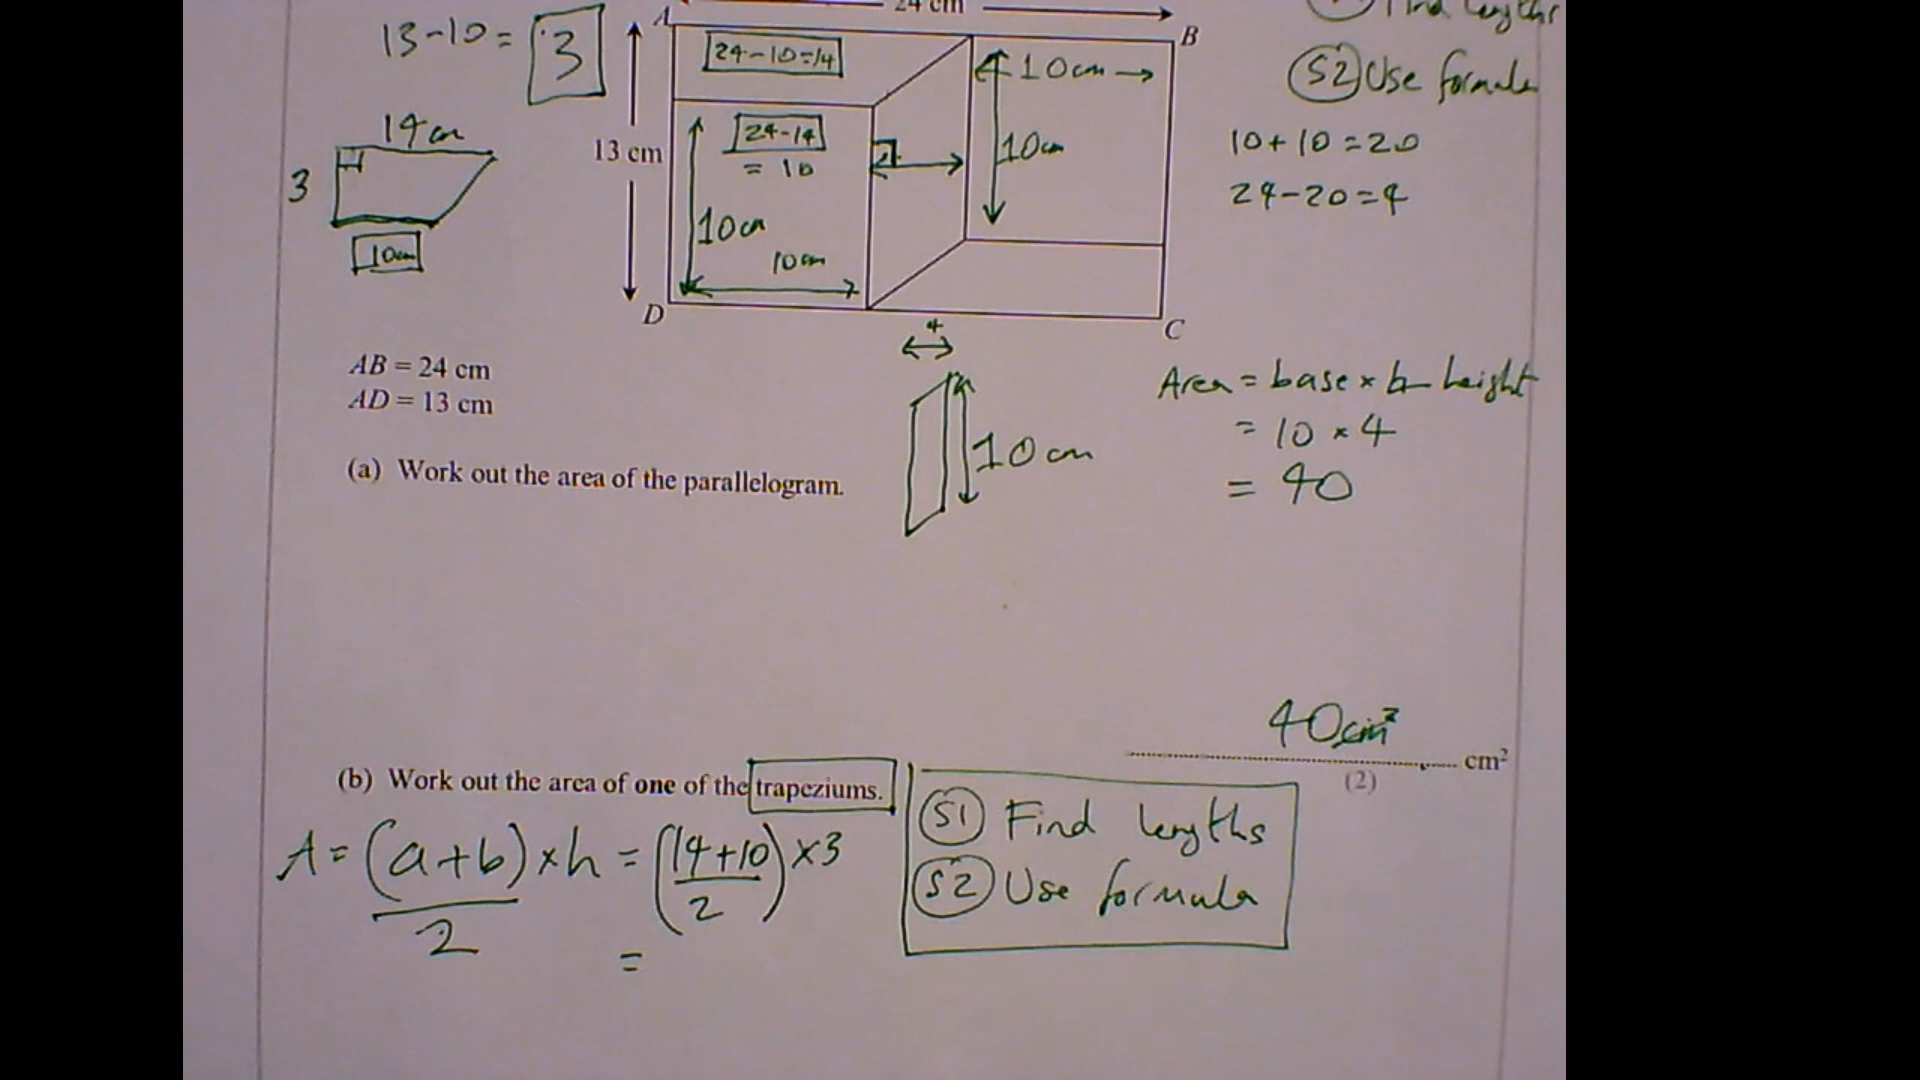 24 cm
13-10= 3
A
B
24-10=14
10cm
Find lengths
S2 Use formula
14cm
3
10cm
13 cm
24-14
= 10
10cm
10cm
10cm
10+10=20
24-20=4
D
C
4
AB = 24 cm
AD = 13 cm
Area = base × height
= 10 × 4
= 40
10cm
(a) Work out the area of the parallelogram.
40cm²
cm²
(2)
(b) Work out the area of one of the trapeziums.
S1 Find lengths
S2 Use formula
A = (a+b)/2 × h = (14+10/2) × 3
=